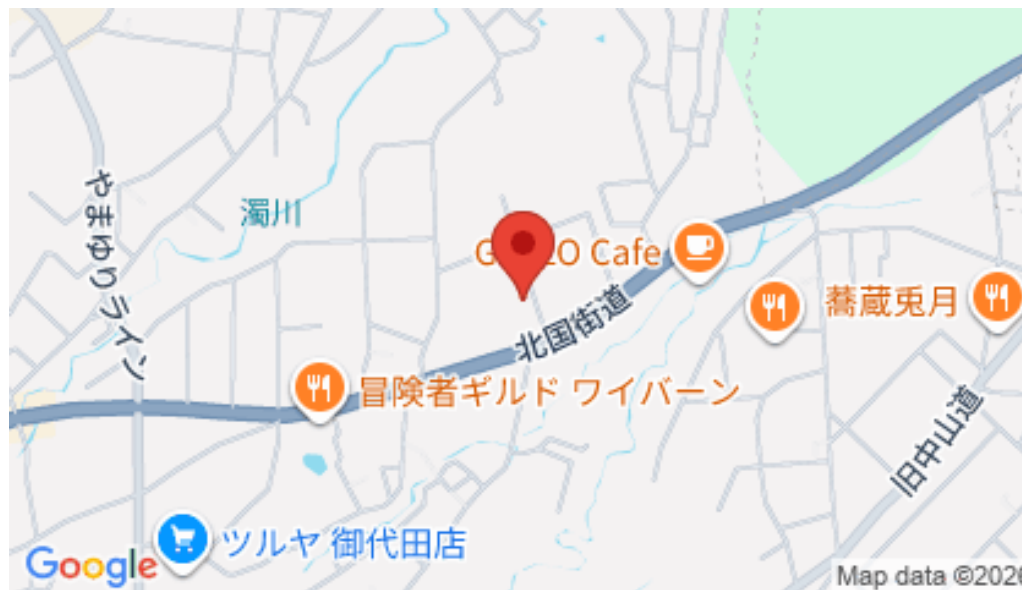 やまゆりライン
濁川
Cafe
北国街道
蕎蔵兎月
冒険者ギルド ワイバーン
旧中山道
ツルヤ 御代田店
Google
Map data ©2026